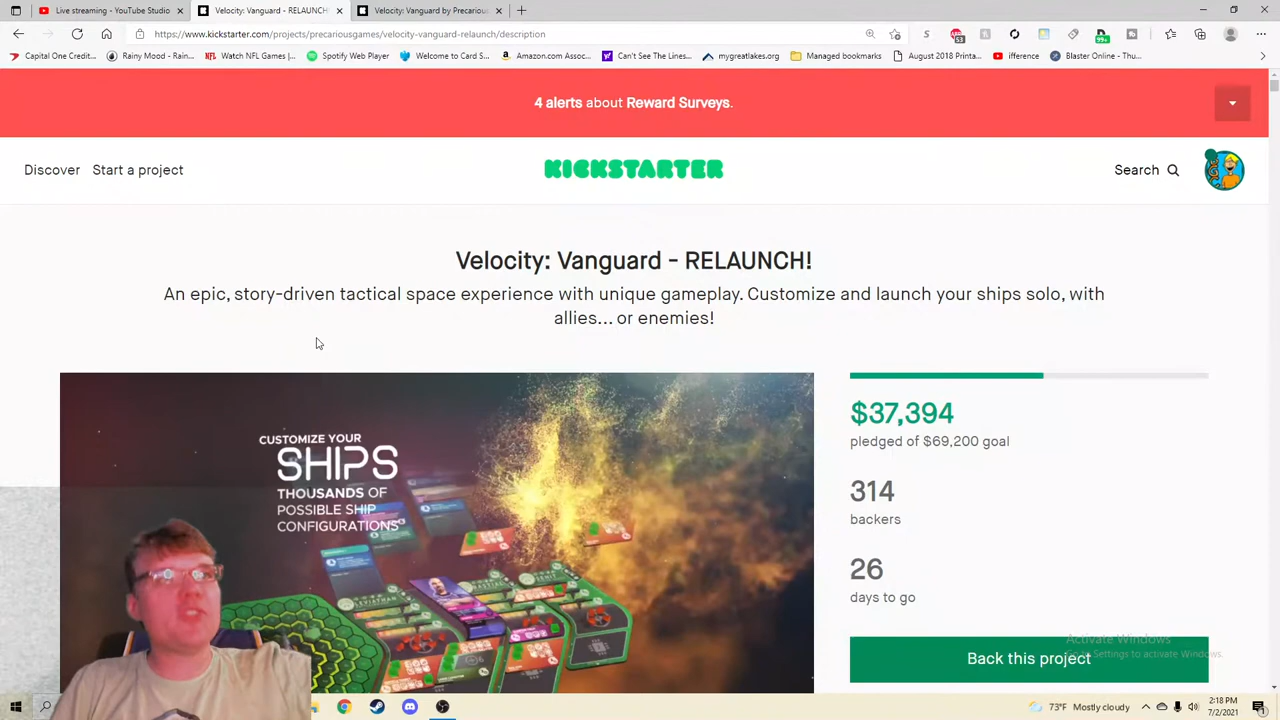 Live streaming - YouTube Studio
Velocity: Vanguard - RELAUNCH!
Velocity: Vanguard by Precariou
https://www.kickstarter.com/projects/precariousgames/velocity-vanguard-relaunch/description
53
99+
Capital One Credit...
Rainy Mood - Rain...
Watch NFL Games |...
Spotify Web Player
Welcome to Card S...
Amazon.com Assoc...
Can't See The Lines...
mygreatlakes.org
Managed bookmarks
August 2018 Printa...
ifference
Blaster Online - Thu...
4 alerts about Reward Surveys.
Discover
Start a project
KICKSTARTER
Search
Velocity: Vanguard - RELAUNCH!
An epic, story-driven tactical space experience with unique gameplay. Customize and launch your ships solo, with
allies... or enemies!
CUSTOMIZE YOUR
SHIPS
THOUSANDS OF
POSSIBLE SHIP
CONFIGURATIONS
LEVIATHAN
$37,394
pledged of $69,200 goal
314
backers
26
days to go
Back this project
Activate Windows
Go to Settings to activate Windows.
73°F Mostly cloudy
2:18 PM
7/2/2021